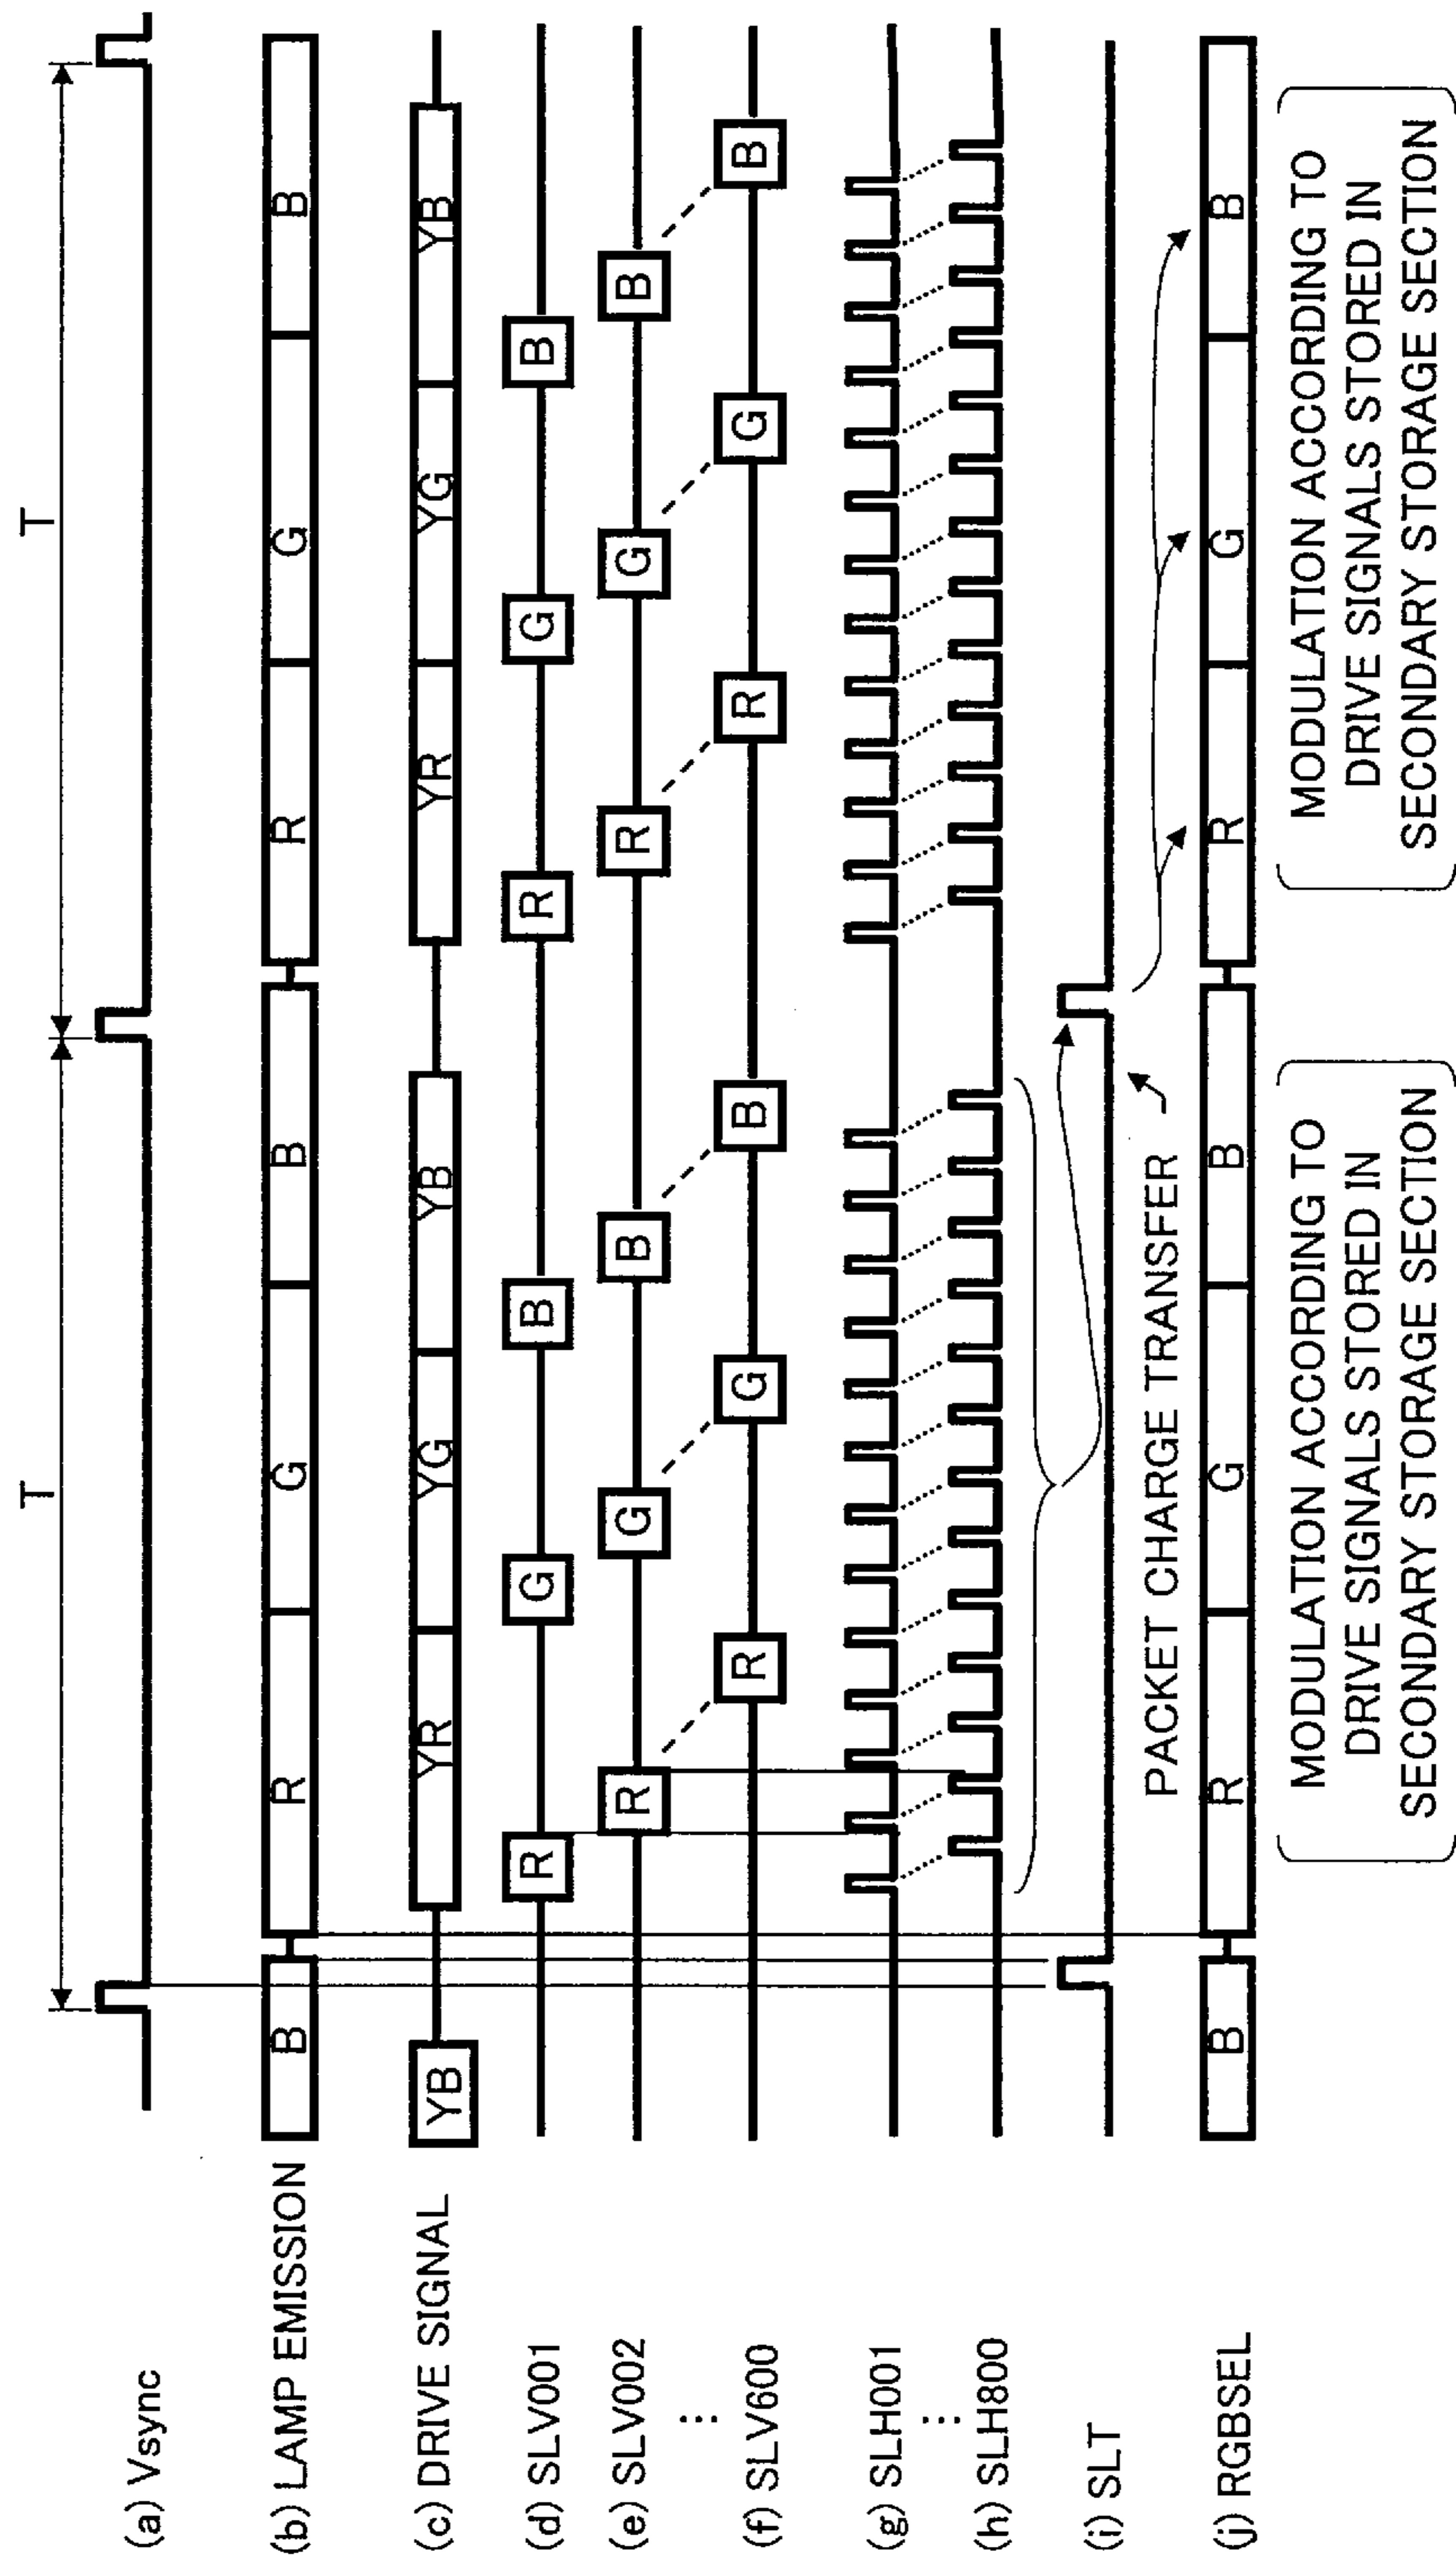 T
T
(a) Vsync
(b) LAMP EMISSION
B
R
G
B
R
G
B
(c) DRIVE SIGNAL
YB
YR
YG
YB
YR
YG
YB
(d) SLV001
R
G
B
R
G
B
(e) SLV002
R
G
B
R
G
B
(f) SLV600
R
G
B
R
G
B
(g) SLH001
(h) SLH800
(i) SLT
PACKET CHARGE TRANSFER
(j) RGBSEL
B
R
G
B
R
G
B
MODULATION ACCORDING TO
DRIVE SIGNALS STORED IN
SECONDARY STORAGE SECTION
MODULATION ACCORDING TO
DRIVE SIGNALS STORED IN
SECONDARY STORAGE SECTION